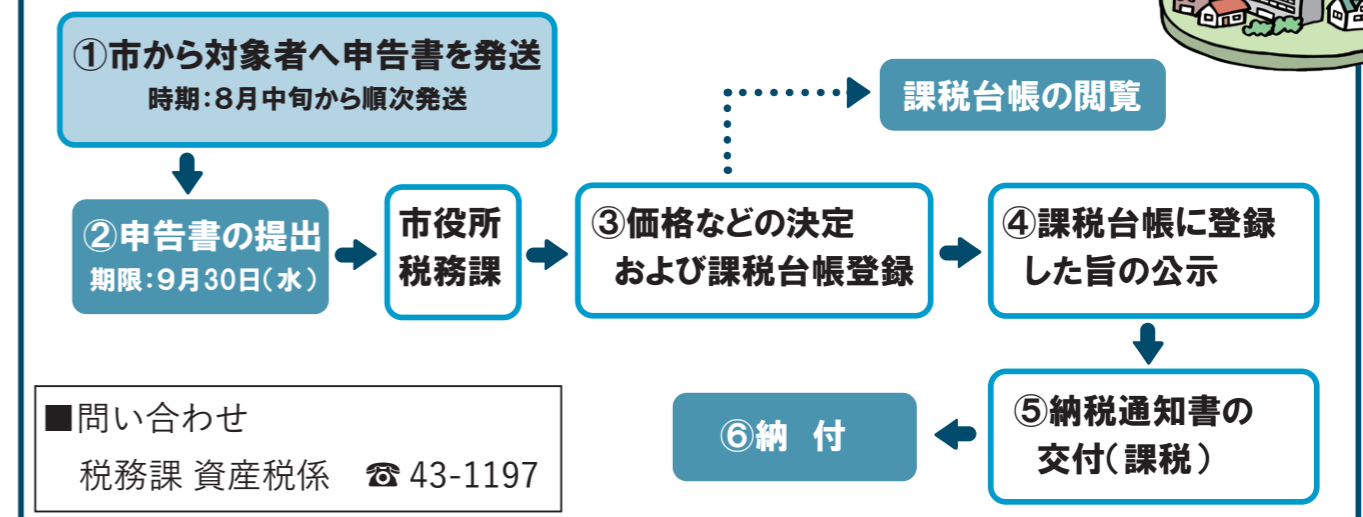 ①市から対象者へ申告書を発送
時期：８月中旬から順次発送
課税台帳の閲覧
②申告書の提出
期限：９月30日（水）
市役所
税務課
③価格などの決定
および課税台帳登録
④課税台帳に登録
した旨の公示
⑤納税通知書の
交付（課税）
⑥納　付
■問い合わせ
税務課 資産税係　☎ 43-1197